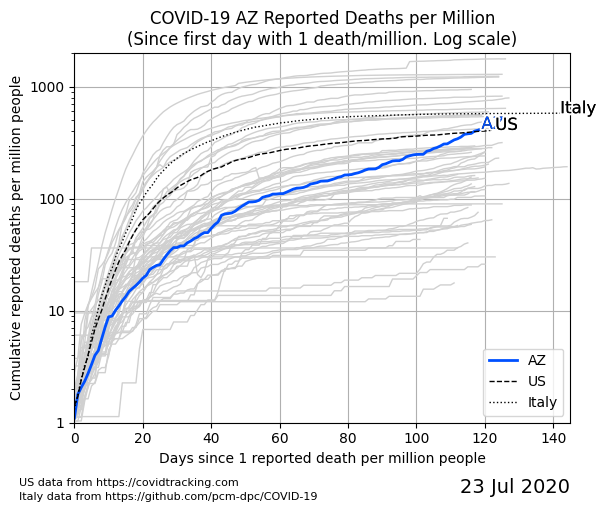 COVID-19 AZ Reported Deaths per Million
(Since first day with 1 death/million. Log scale)
Cumulative reported deaths per million people
1000
100
10
1
Italy
AZ
US
AZ
US
Italy
0 20 40 60 80 100 120 140
Days since 1 reported death per million people
US data from https://covidtracking.com
Italy data from https://github.com/pcm-dpc/COVID-19
23 Jul 2020